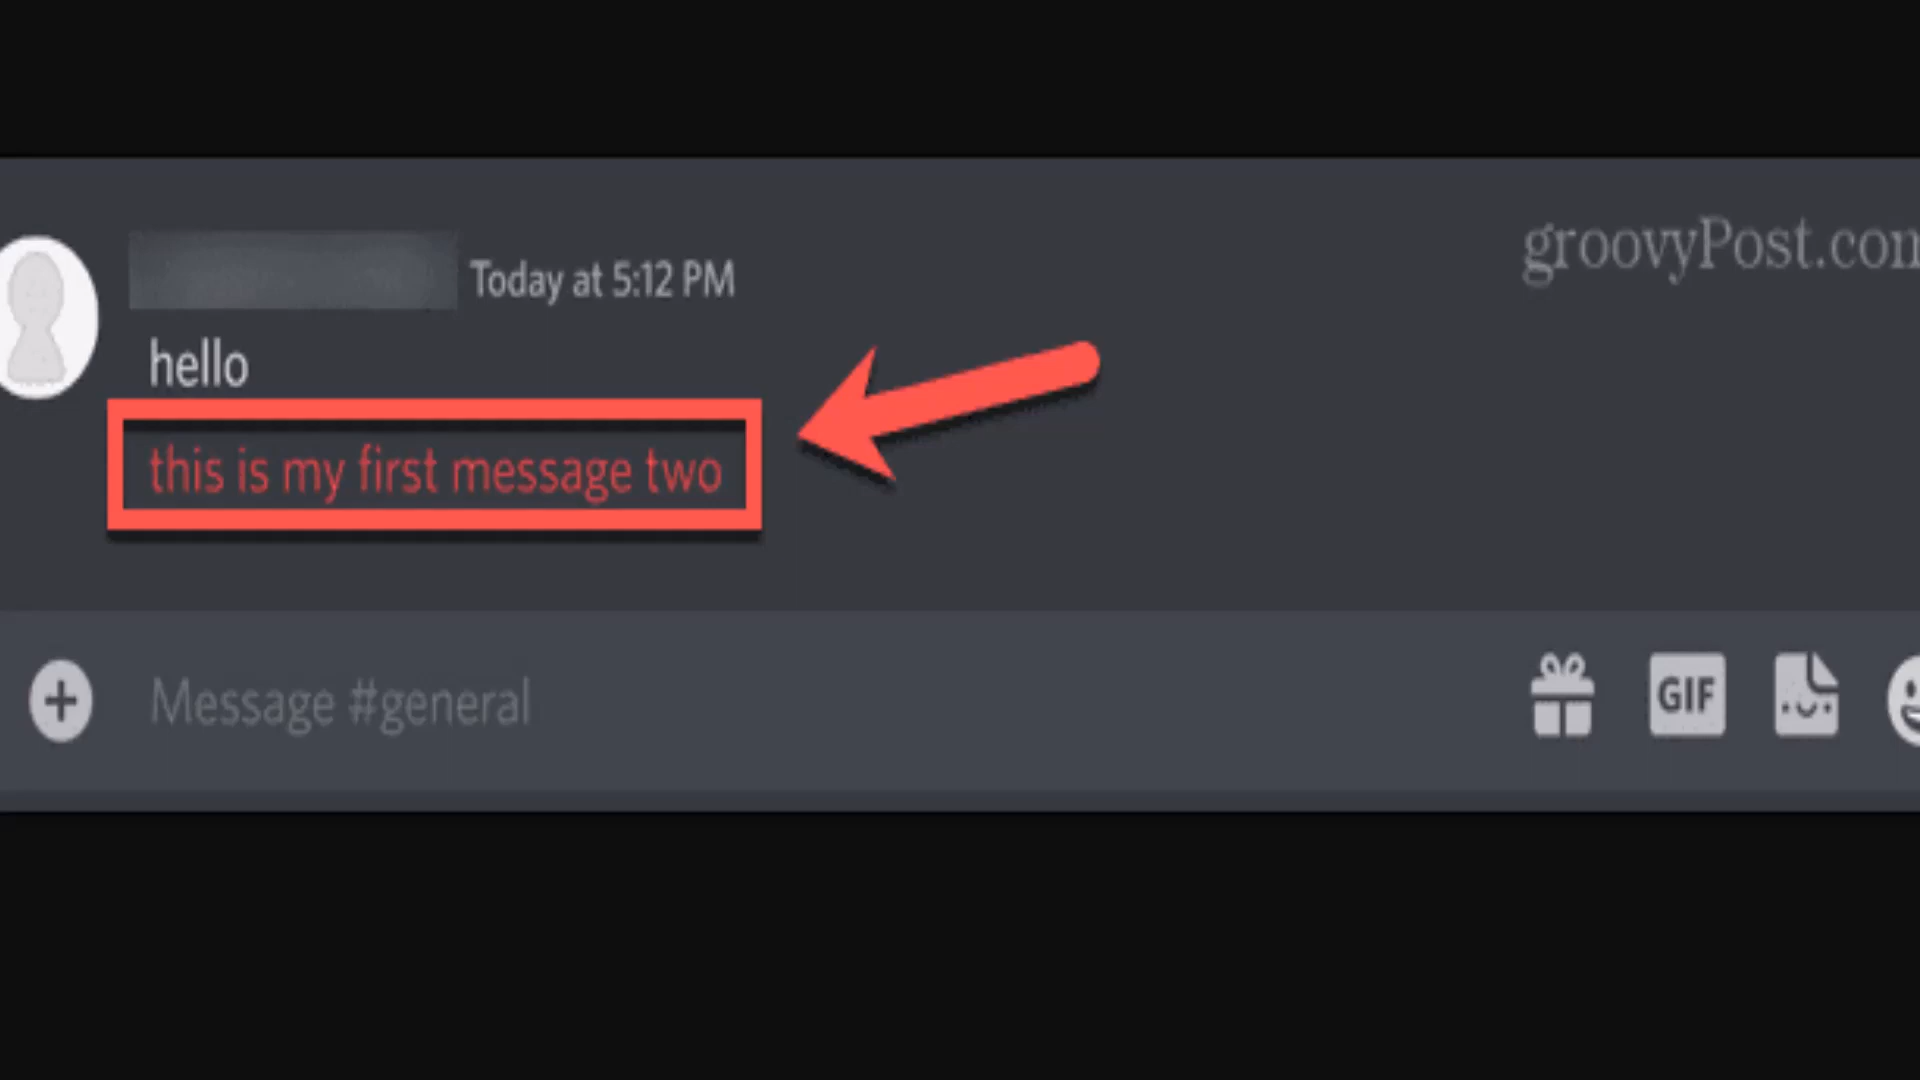 groovyPost.com
Today at 5:12 PM
hello
this is my first message two
Message #general
GIF